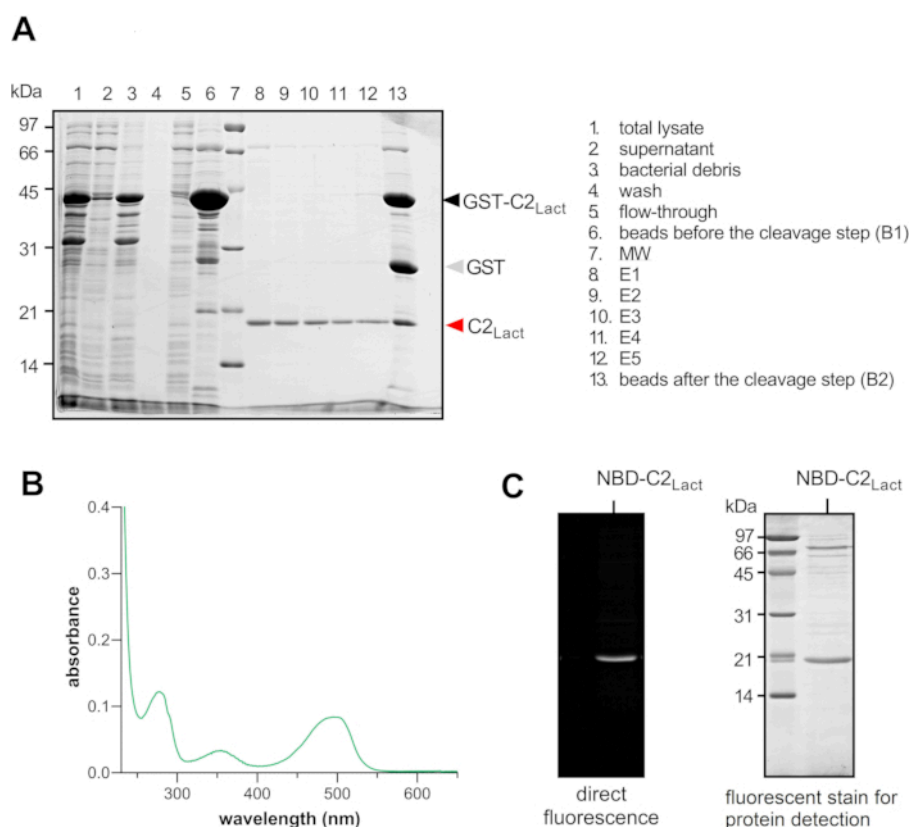 A
kDa 1 2 3 4 5 6 7 8 9 10 11 12 13
97
66
45
31
21
14
GST-C2Lact
GST
C2Lact
1. total lysate
2 supernatant
3. bacterial debris
4. wash
5. flow-through
6. beads before the cleavage step (B1)
7. MW
8. E1
9. E2
10. E3
11. E4
12. E5
13. beads after the cleavage step (B2)
B
absorbance
0.4
0.3
0.2
0.1
0.0
300 400 500 600
wavelength (nm)
C
NBD-C2Lact
direct
fluorescence
NBD-C2Lact
kDa
97
66
45
31
21
14
fluorescent stain for
protein detection